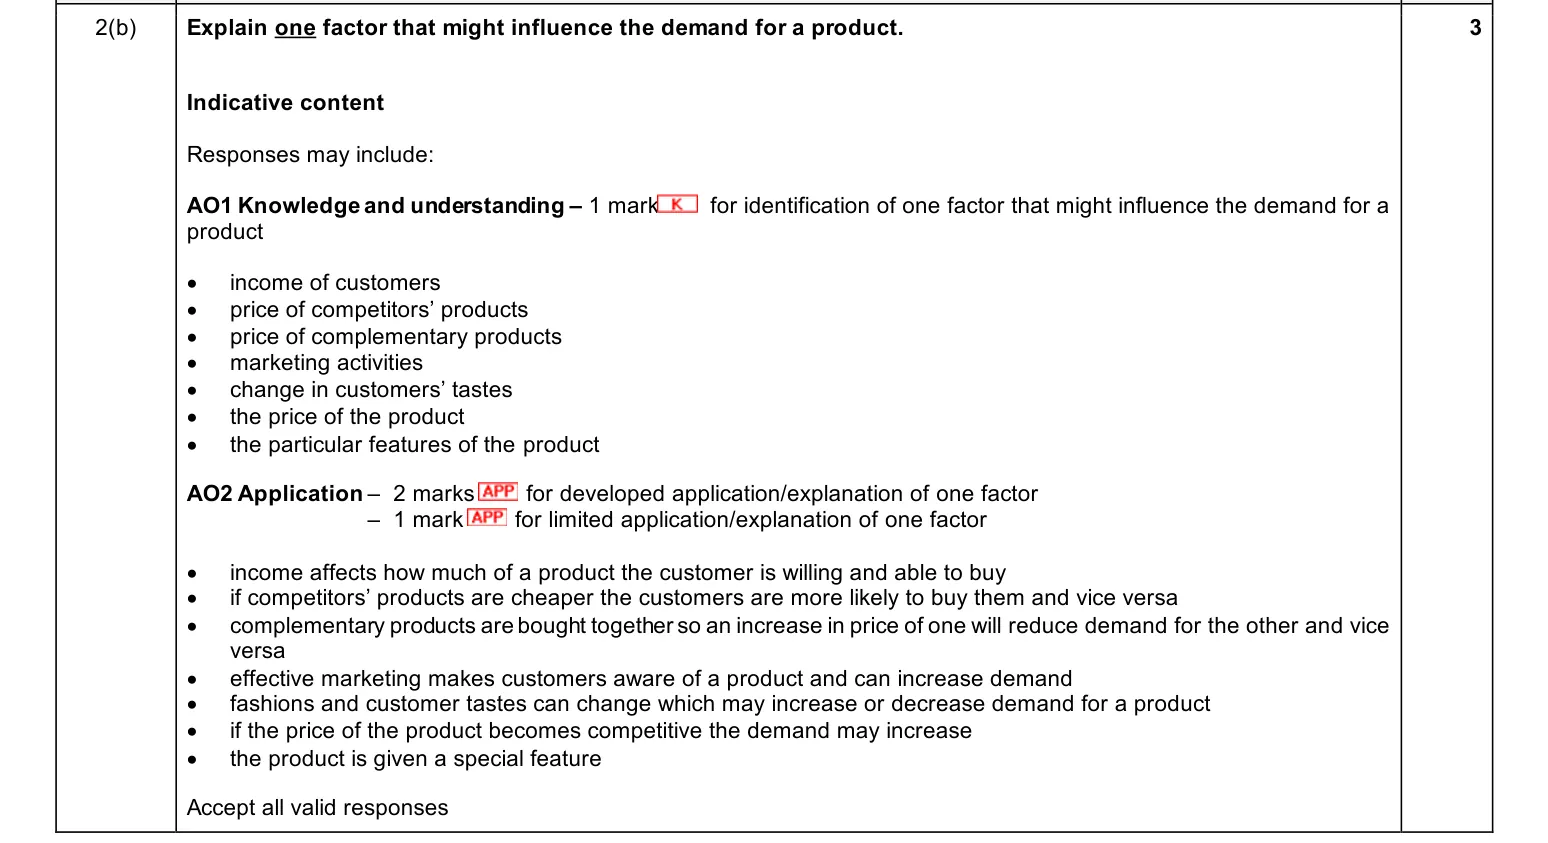 2(b) Explain one factor that might influence the demand for a product. 3
Indicative content
Responses may include:
AO1 Knowledge and understanding – 1 mark K for identification of one factor that might influence the demand for a
product
• income of customers
• price of competitors’ products
• price of complementary products
• marketing activities
• change in customers’ tastes
• the price of the product
• the particular features of the product
AO2 Application – 2 marks APP for developed application/explanation of one factor
– 1 mark APP for limited application/explanation of one factor
• income affects how much of a product the customer is willing and able to buy
• if competitors’ products are cheaper the customers are more likely to buy them and vice versa
• complementary products are bought together so an increase in price of one will reduce demand for the other and vice
versa
• effective marketing makes customers aware of a product and can increase demand
• fashions and customer tastes can change which may increase or decrease demand for a product
• if the price of the product becomes competitive the demand may increase
• the product is given a special feature
Accept all valid responses